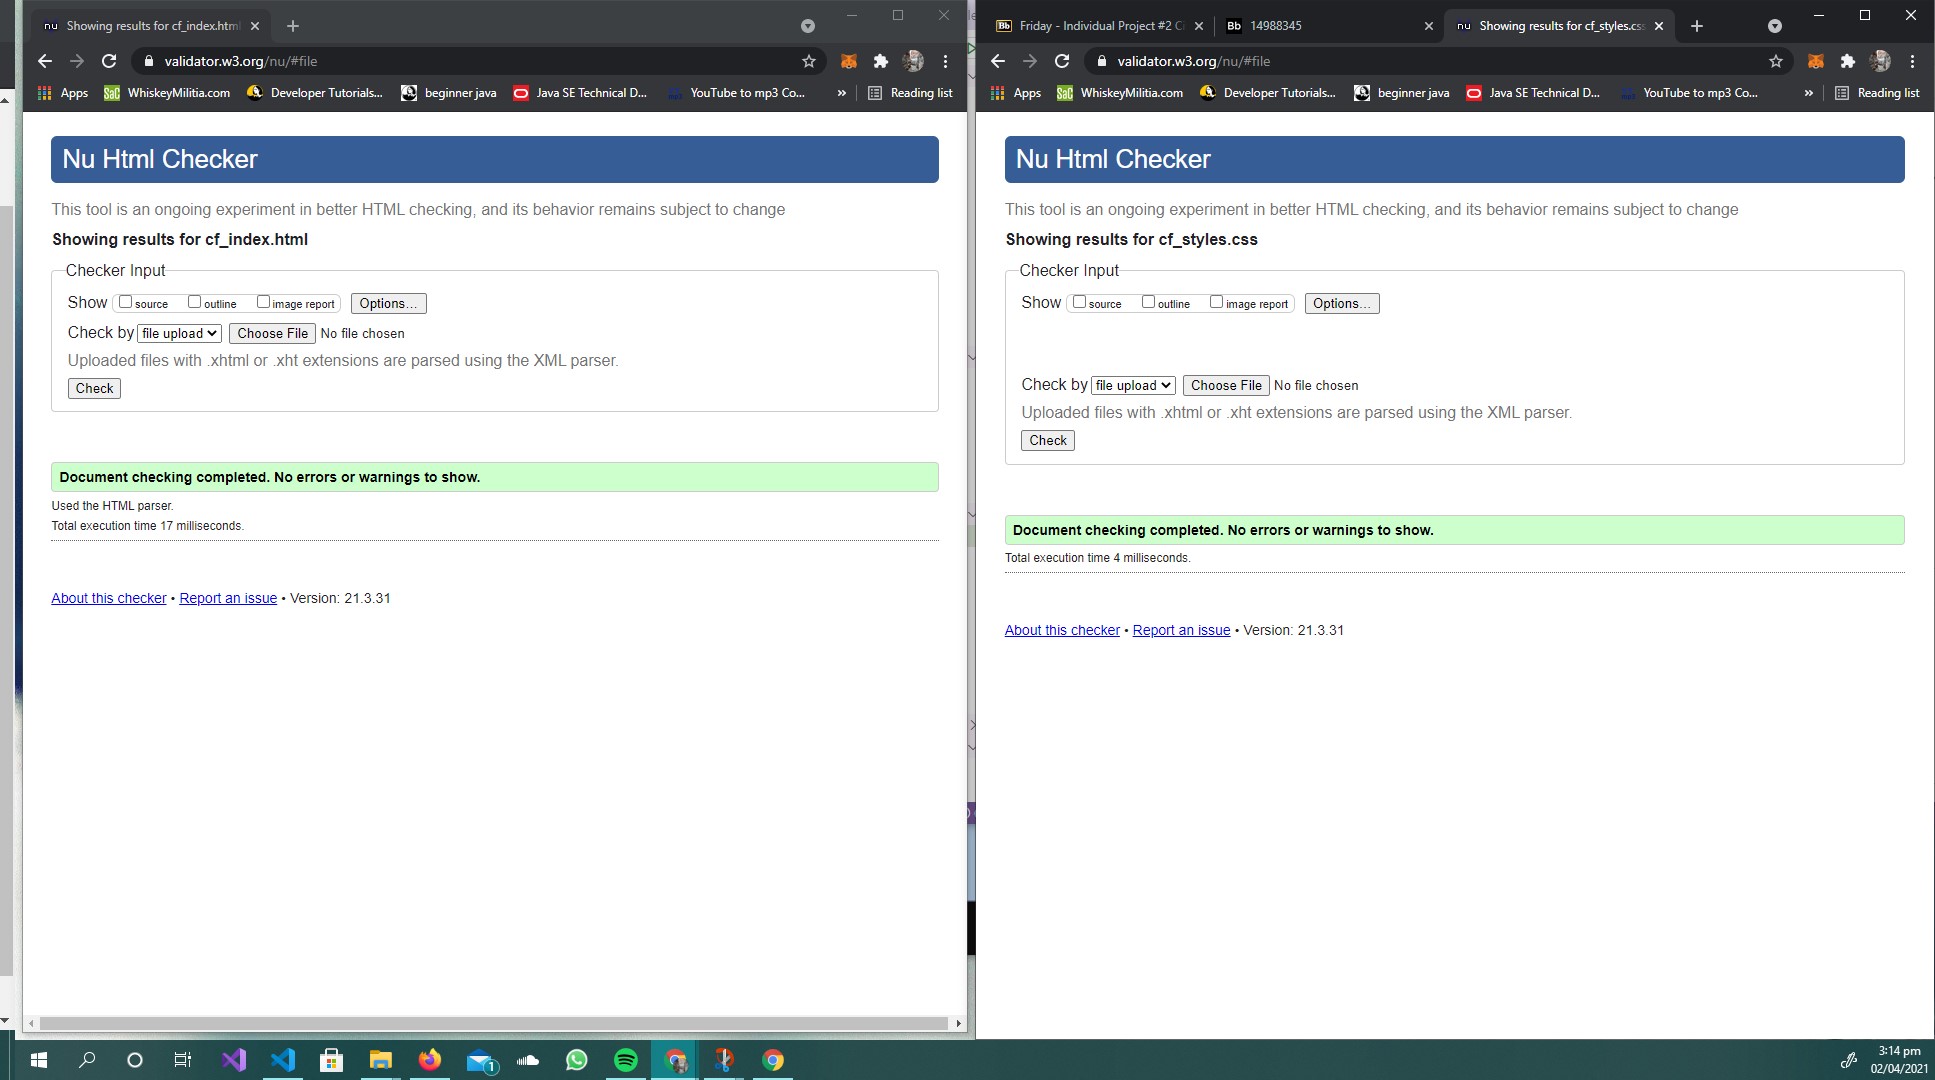 Showing results for cf_index.html
validator.w3.org/nu/#file
Apps WhiskeyMilitia.com Developer Tutorials... beginner java Java SE Technical D... YouTube to mp3 Co... » Reading list
Nu Html Checker
This tool is an ongoing experiment in better HTML checking, and its behavior remains subject to change
Showing results for cf_index.html
Checker Input
Show source outline image report Options...
Check by file upload Choose File No file chosen
Uploaded files with .xhtml or .xht extensions are parsed using the XML parser.
Check
Document checking completed. No errors or warnings to show.
Used the HTML parser.
Total execution time 17 milliseconds.
About this checker • Report an issue • Version: 21.3.31
Friday - Individual Project #2 14988345 Showing results for cf_styles.css
validator.w3.org/nu/#file
Apps WhiskeyMilitia.com Developer Tutorials... beginner java Java SE Technical D... YouTube to mp3 Co... » Reading list
Nu Html Checker
This tool is an ongoing experiment in better HTML checking, and its behavior remains subject to change
Showing results for cf_styles.css
Checker Input
Show source outline image report Options...
Check by file upload Choose File No file chosen
Uploaded files with .xhtml or .xht extensions are parsed using the XML parser.
Check
Document checking completed. No errors or warnings to show.
Total execution time 4 milliseconds.
About this checker • Report an issue • Version: 21.3.31
1
3:14 pm
02/04/2021